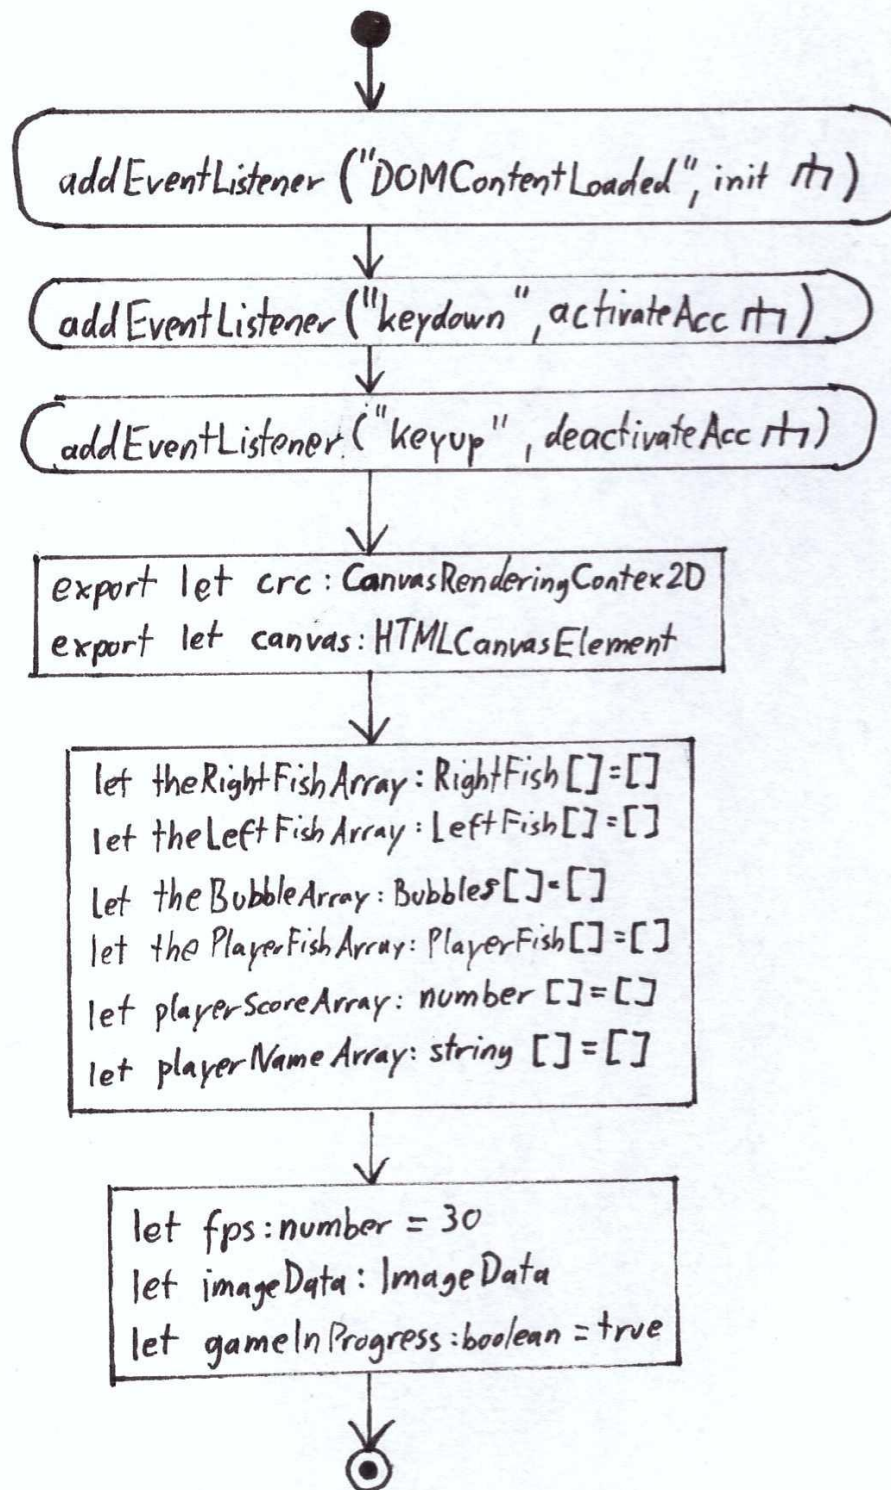 addEventListener ("DOMContentLoaded", init)
addEventListener ("keydown", activateAcc)
addEventListener ("keyup", deactivateAcc)
export let crc : CanvasRenderingContex2D
export let canvas : HTMLCanvasElement
let theRightFishArray : RightFish [] = []
let theLeftFishArray : LeftFish [] = []
let theBubbleArray : Bubbles [] = []
let thePlayerFishArray : PlayerFish [] = []
let playerScoreArray : number [] = []
let playerNameArray : string [] = []
let fps : number = 30
let imageData : ImageData
let gameInProgress : boolean = true